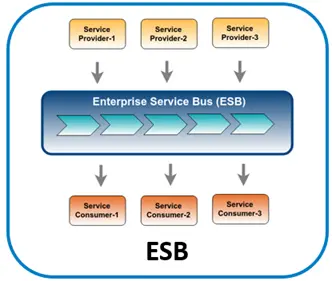 Service
Provider-1
Service
Provider-2
Service
Provider-3
Enterprise Service Bus (ESB)
Service
Consumer-1
Service
Consumer-2
Service
Consumer-3
ESB